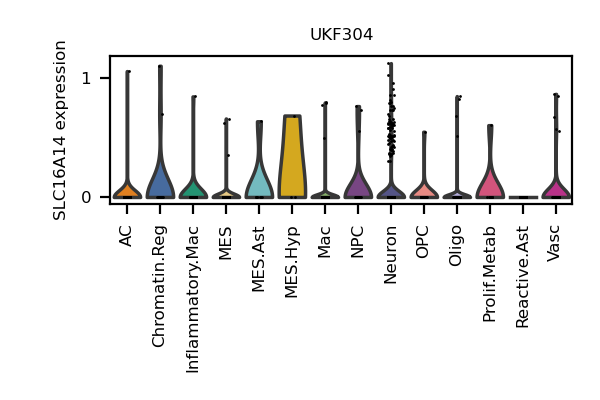 UKF304
SLC16A14 expression
1
0
AC
Chromatin.Reg
Inflammatory.Mac
MES
MES.Ast
MES.Hyp
Mac
NPC
Neuron
OPC
Oligo
Prolif.Metab
Reactive.Ast
Vasc